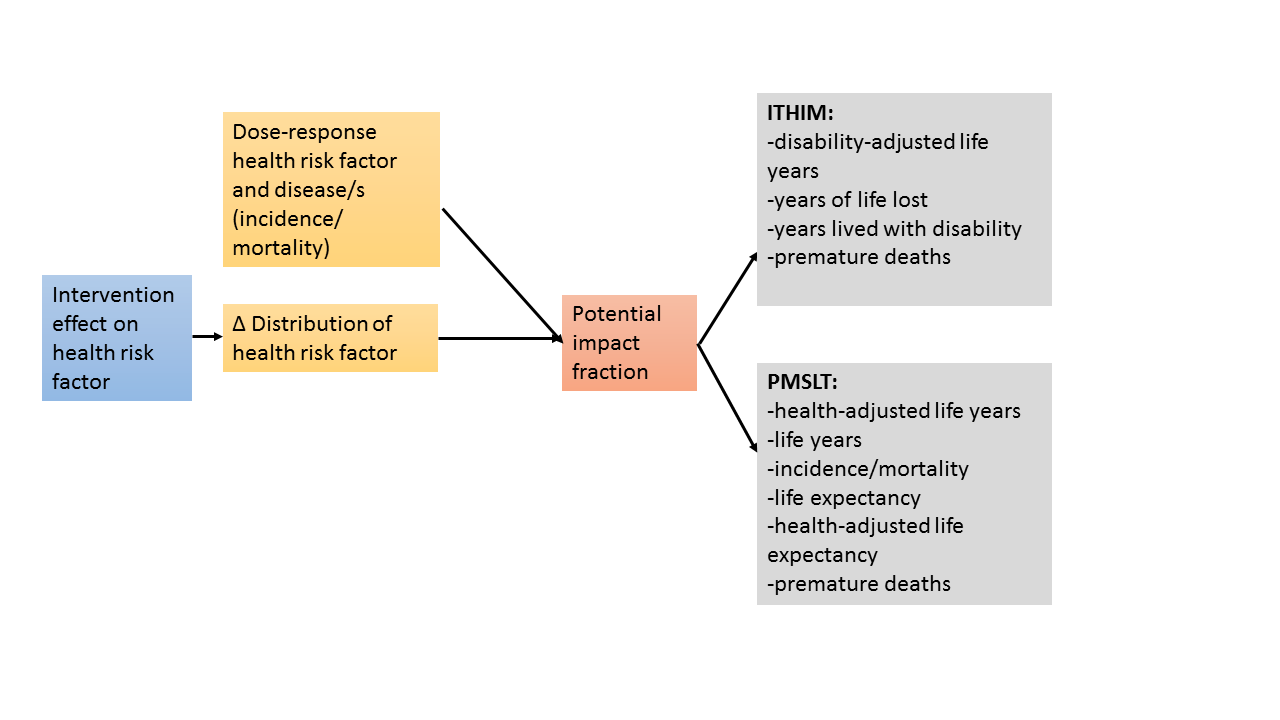 Dose-response
health risk factor
and disease/s
(incidence/
mortality)
Intervention
effect on
health risk
factor
Δ Distribution of
health risk factor
Potential
impact
fraction
ITHIM:
-disability-adjusted life
years
-years of life lost
-years lived with disability
-premature deaths
PMSLT:
-health-adjusted life years
-life years
-incidence/mortality
-life expectancy
-health-adjusted life
expectancy
-premature deaths